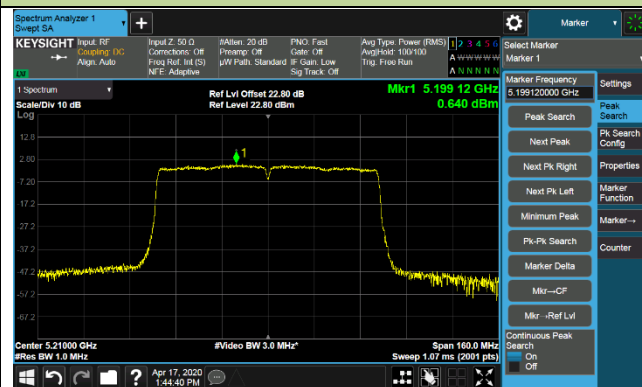 Spectrum Analyzer 1
Swept SA
Marker
KEYSIGHT
Input: RF
Coupling: DC
Align: Auto
Input Z: 50 Ω
Corrections: Off
Freq Ref: Int (S)
NFE: Adaptive
#Atten: 20 dB
Preamp: Off
µW Path: Standard
PNO: Fast
Gate: Off
IF Gain: Low
Sig Track: Off
Avg Type: Power (RMS)
Avg|Hold: 100/100
Trig: Free Run
1 2 3 4 5 6
A W W W W W
A N N N N N
Select Marker
Marker 1
LXI
1 Spectrum
Scale/Div 10 dB
Log
Ref Lvl Offset 22.80 dB
Ref Level 22.80 dBm
Mkr1 5.199 12 GHz
0.640 dBm
12.8
2.80
-7.20
-17.2
-27.2
-37.2
-47.2
-57.2
-67.2
1
Center 5.21000 GHz
#Res BW 1.0 MHz
#Video BW 3.0 MHz*
Span 160.0 MHz
Sweep 1.07 ms (2001 pts)
Marker Frequency
5.199120000 GHz
Peak Search
Next Peak
Next Pk Right
Next Pk Left
Minimum Peak
Pk-Pk Search
Marker Delta
Mkr→CF
Mkr→Ref Lvl
Continuous Peak
Search
On
Off
Settings
Peak
Search
Pk Search
Config
Properties
Marker
Function
Marker→
Counter
Apr 17, 2020
1:44:40 PM